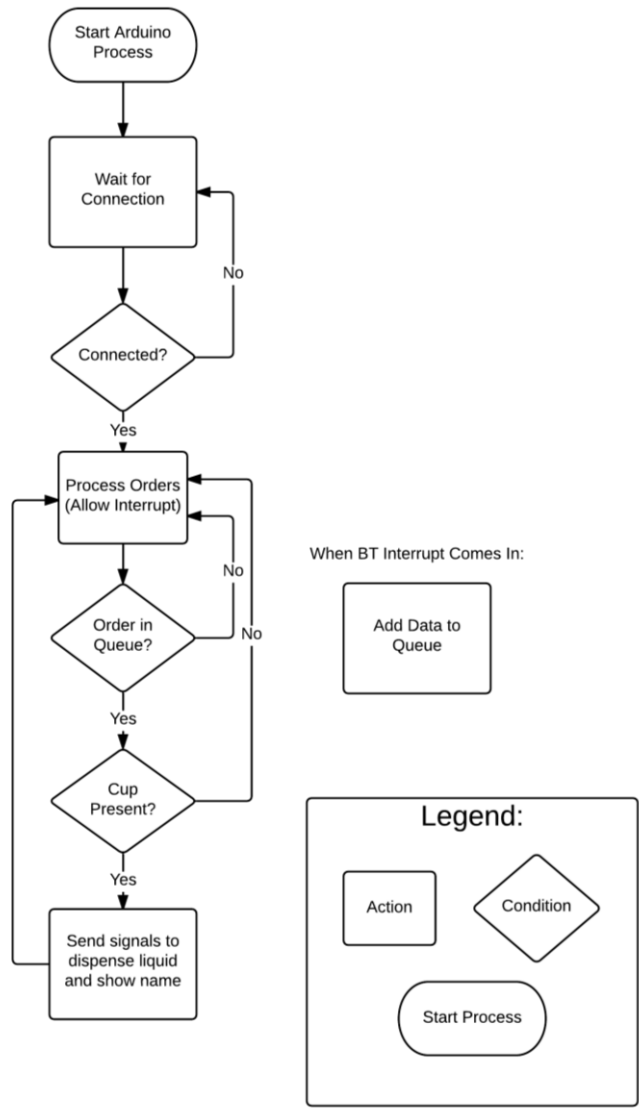 Start Arduino
Process
Wait for
Connection
No
Connected?
Yes
Process Orders
(Allow Interrupt)
No
Order in
Queue?
No
Yes
Cup
Present?
Yes
Send signals to
dispense liquid
and show name
When BT Interrupt Comes In:
Add Data to
Queue
Legend:
Action
Condition
Start Process